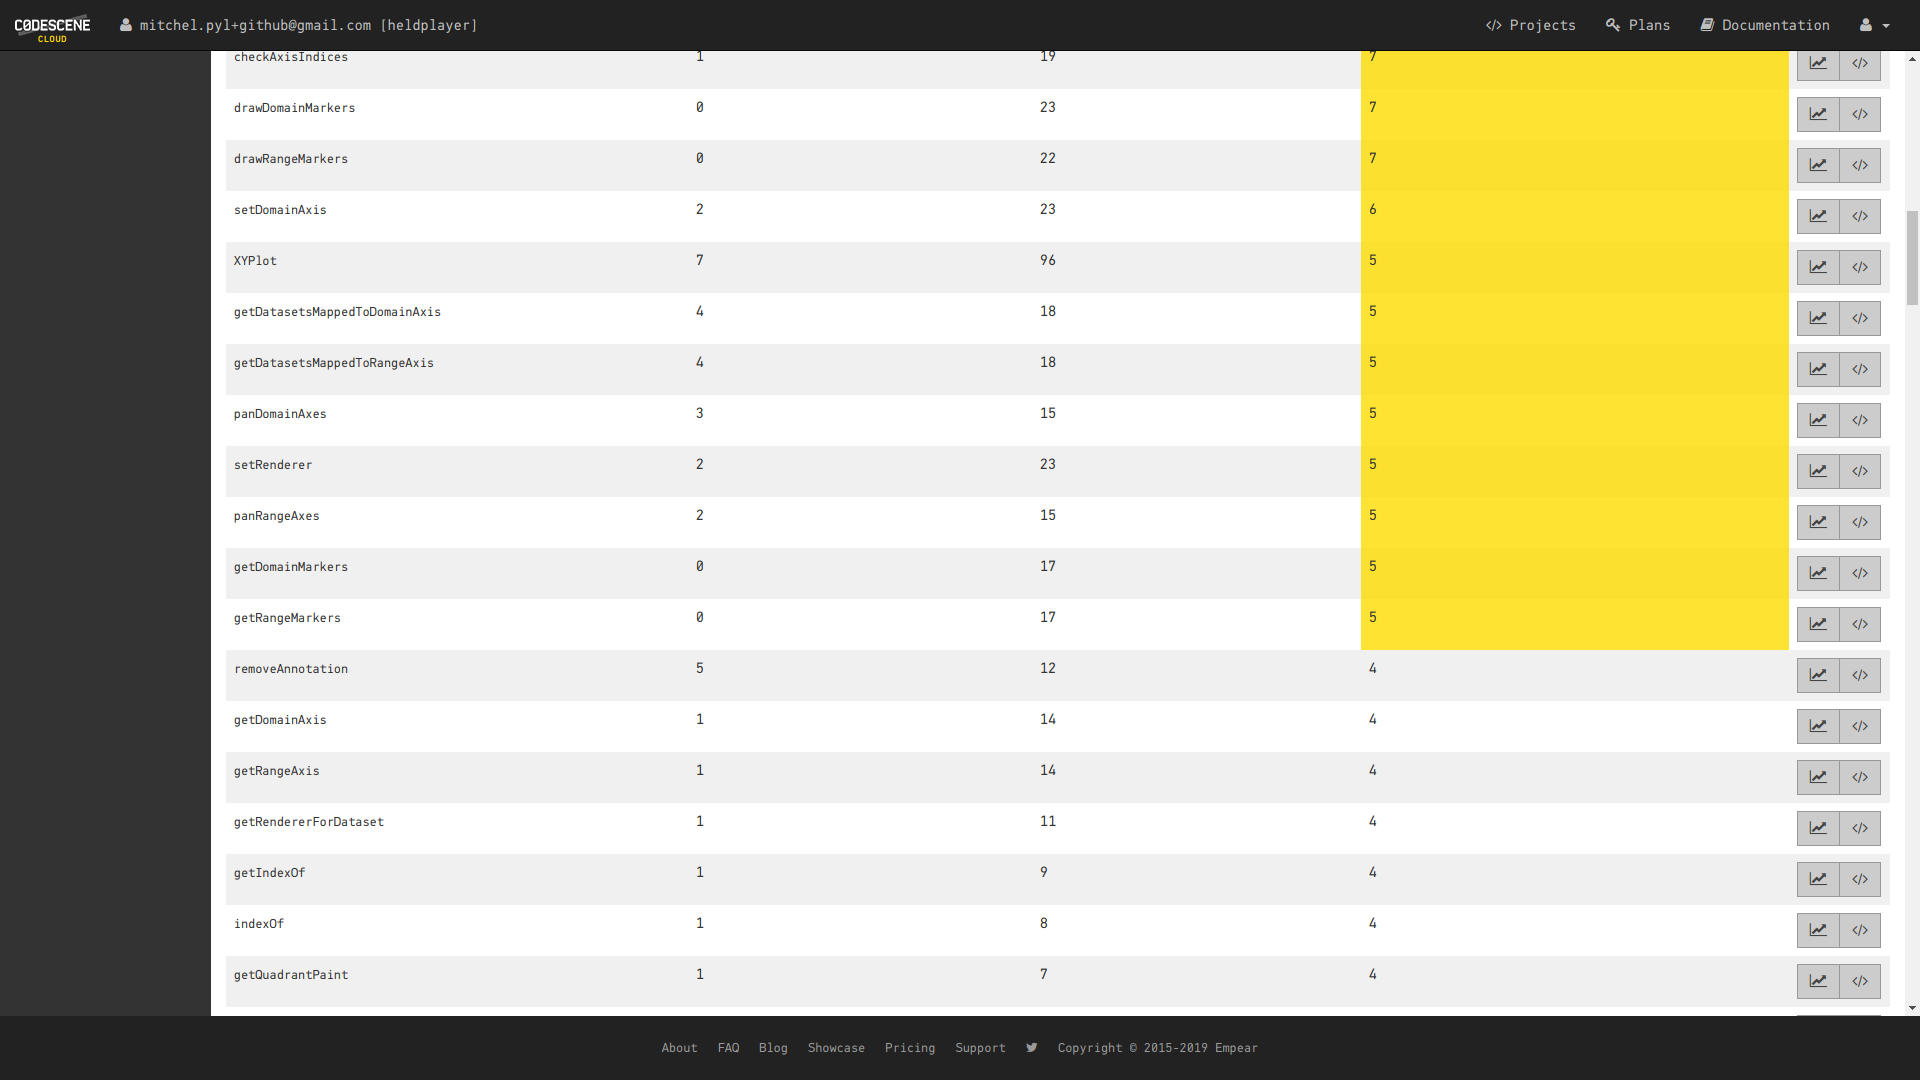 CODESCENE CLOUD mitchel.pyl+github@gmail.com [heldplayer] </> Projects Plans Documentation
checkAxisIndices 1 19 7 </>
drawDomainMarkers 0 23 7 </>
drawRangeMarkers 0 22 7 </>
setDomainAxis 2 23 6 </>
XYPlot 7 96 5 </>
getDatasetsMappedToDomainAxis 4 18 5 </>
getDatasetsMappedToRangeAxis 4 18 5 </>
panDomainAxes 3 15 5 </>
setRenderer 2 23 5 </>
panRangeAxes 2 15 5 </>
getDomainMarkers 0 17 5 </>
getRangeMarkers 0 17 5 </>
removeAnnotation 5 12 4 </>
getDomainAxis 1 14 4 </>
getRangeAxis 1 14 4 </>
getRendererForDataset 1 11 4 </>
getIndexOf 1 9 4 </>
indexOf 1 8 4 </>
getQuadrantPaint 1 7 4 </>
About FAQ Blog Showcase Pricing Support Copyright © 2015-2019 Empear